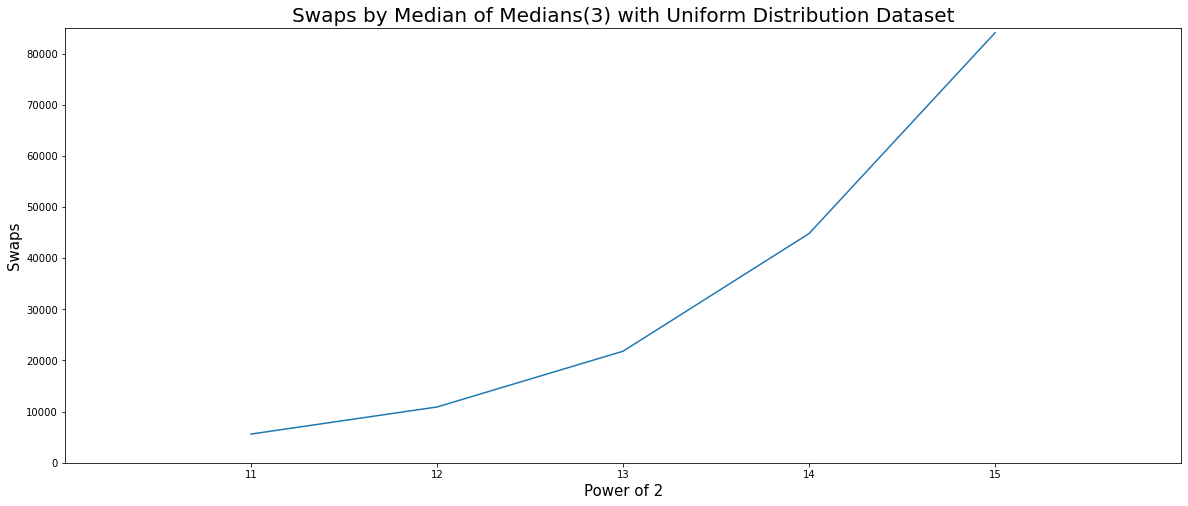 Swaps by Median of Medians(3) with Uniform Distribution Dataset
80000
70000
60000
50000
40000
30000
20000
10000
0
Swaps
11 12 13 14 15
Power of 2